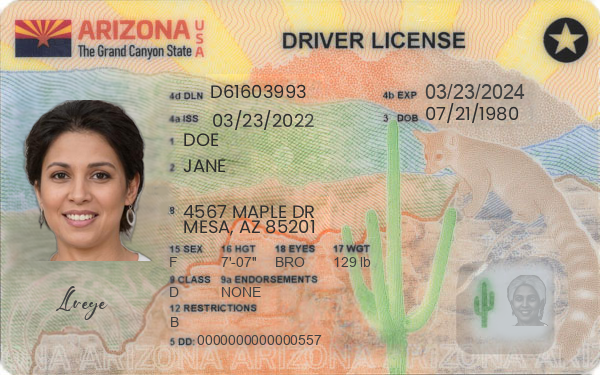 ARIZONA USA
The Grand Canyon State
DRIVER LICENSE
4d DLN D61603993
4b EXP 03/23/2024
4a ISS 03/23/2022
3 DOB 07/21/1980
1 DOE
2 JANE
8 4567 MAPLE DR
MESA, AZ 85201
15 SEX 16 HGT 18 EYES 17 WGT
F 7'-07" BRO 129 lb
9 CLASS 9a ENDORSEMENTS
D NONE
12 RESTRICTIONS
B
5 DD: 0000000000000557
ARIZONA ARIZONA ARIZONA ARIZONA